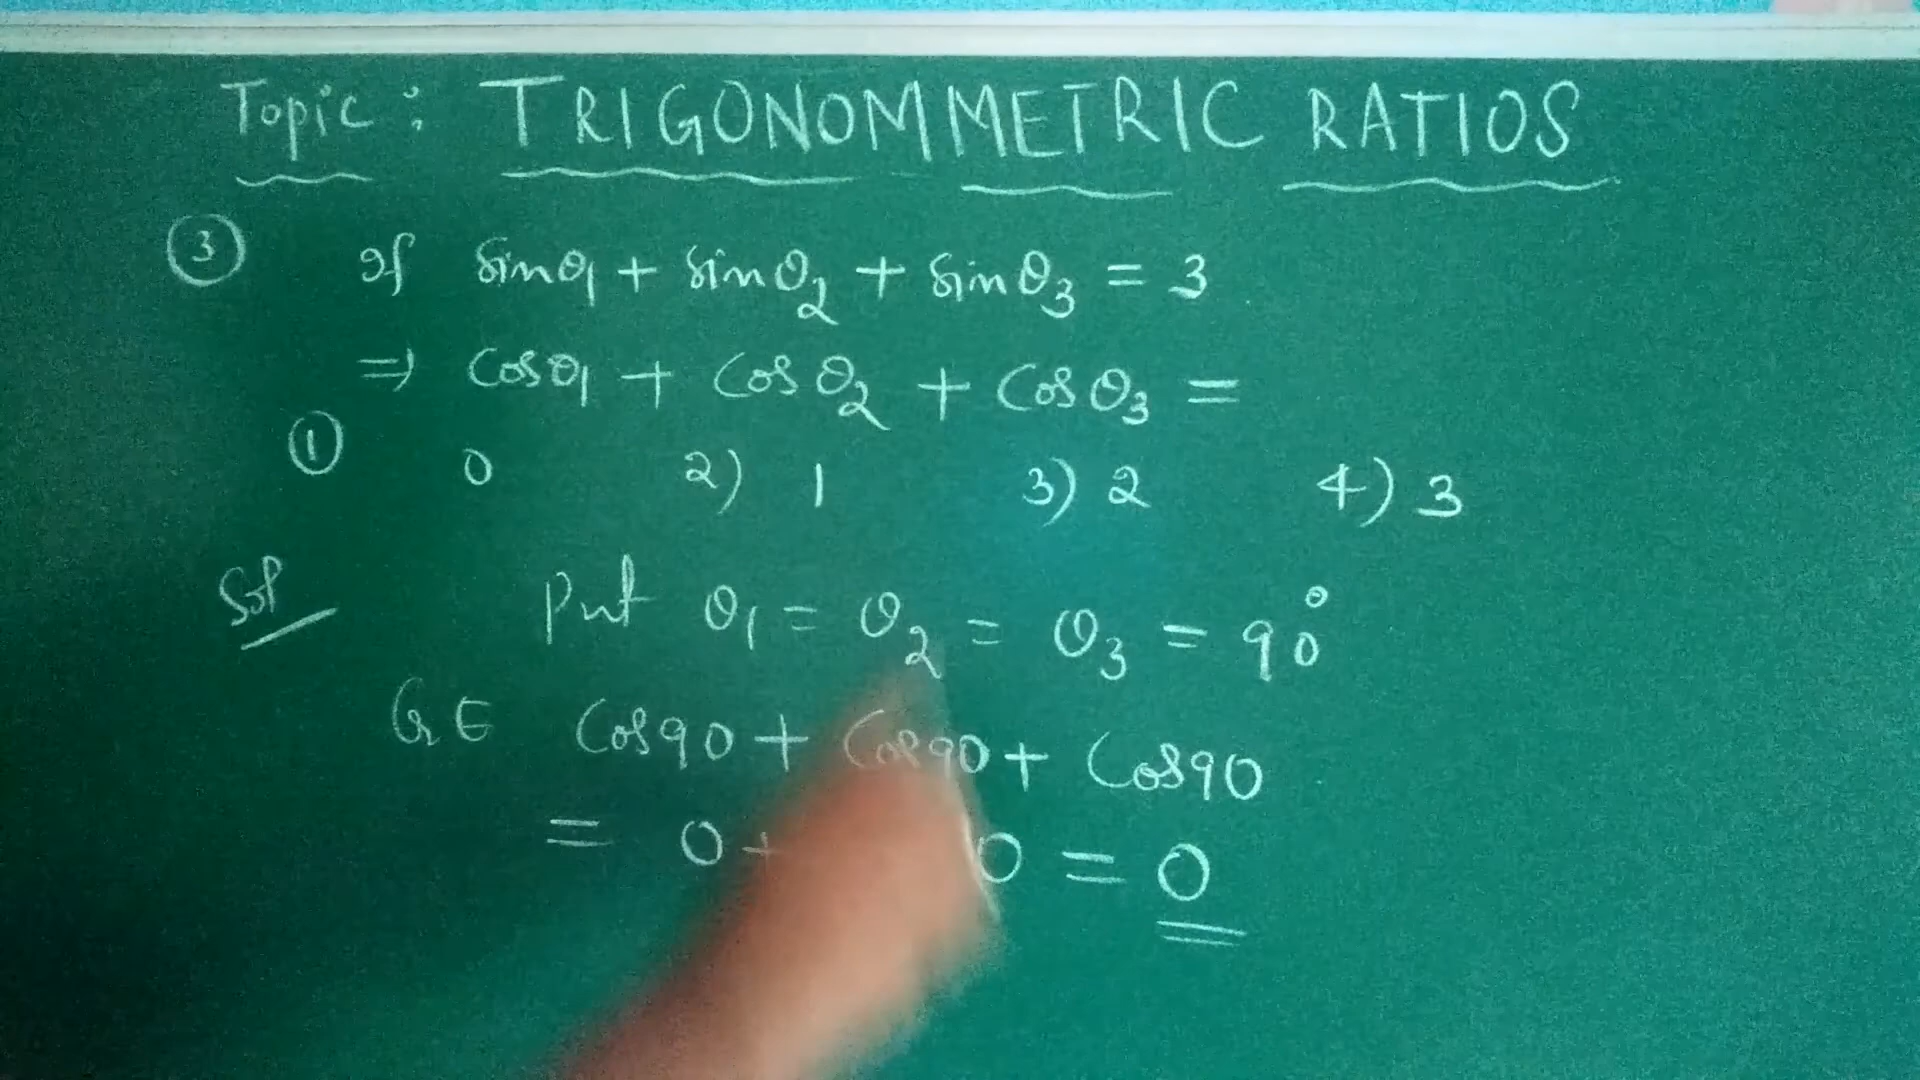 Topic : TRIGONOMMETRIC RATIOS
③ If Sinθ₁ + Sinθ₂ + Sinθ₃ = 3
⇒ Cosθ₁ + Cosθ₂ + Cosθ₃ =
① 0 2) 1 3) 2 4) 3
Sol Put θ₁ = θ₂ = θ₃ = 90°
GE Cos90 + Cos90 + Cos90
= 0 + 0 = 0